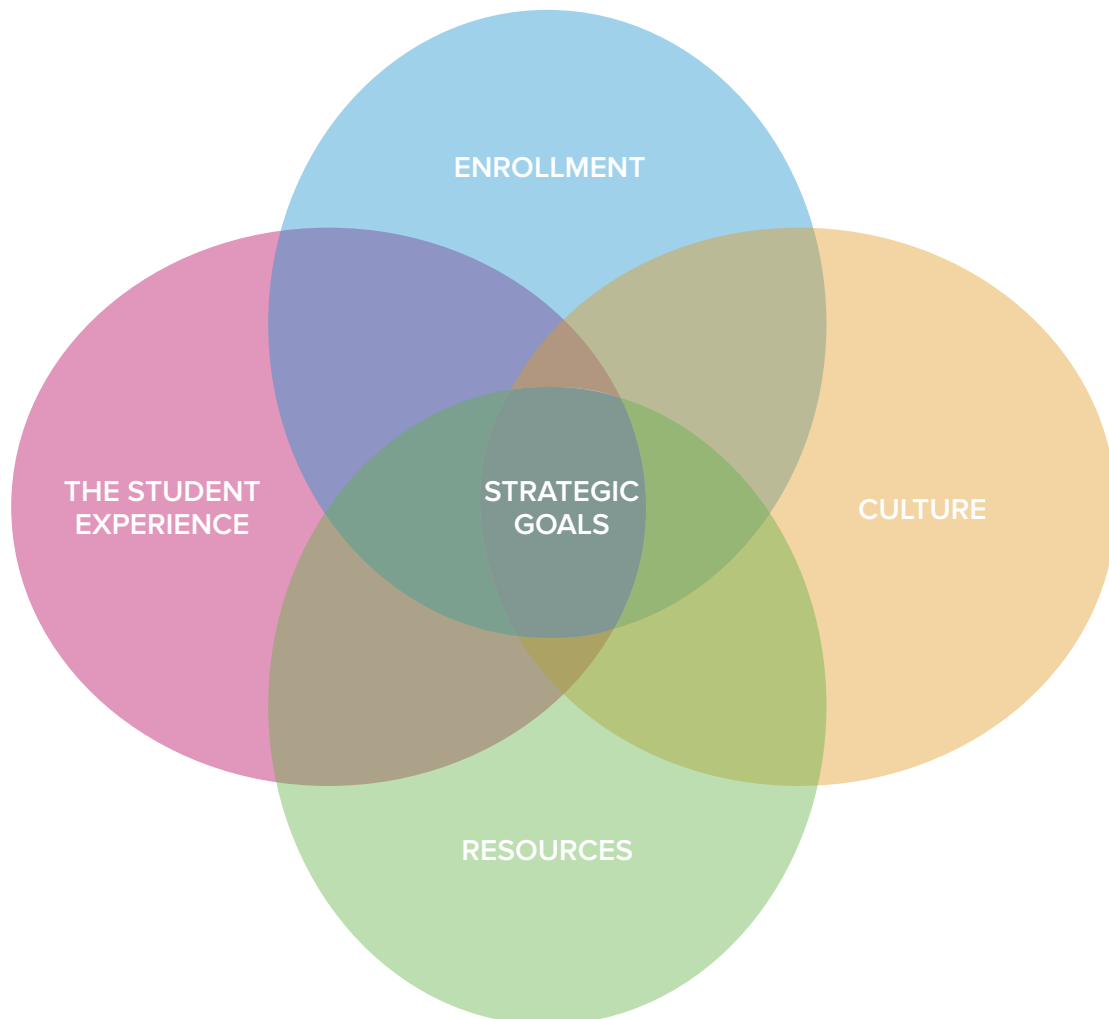 ENROLLMENT
THE STUDENT
EXPERIENCE
STRATEGIC
GOALS
CULTURE
RESOURCES